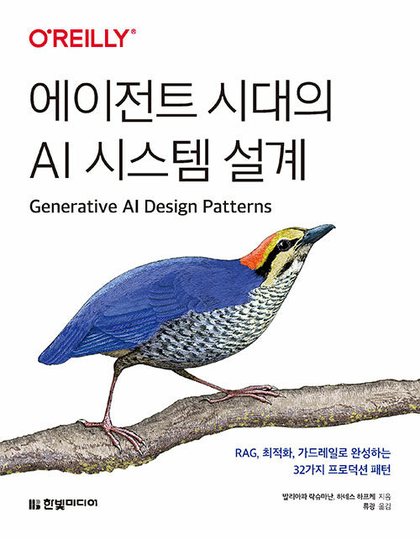 O'REILLY®
에이전트 시대의
AI 시스템 설계
Generative AI Design Patterns
RAG, 최적화, 가드레일로 완성하는
32가지 프로덕션 패턴
발리아파 락슈마난, 하네스 하프케 지음
류광 옮김
한빛미디어